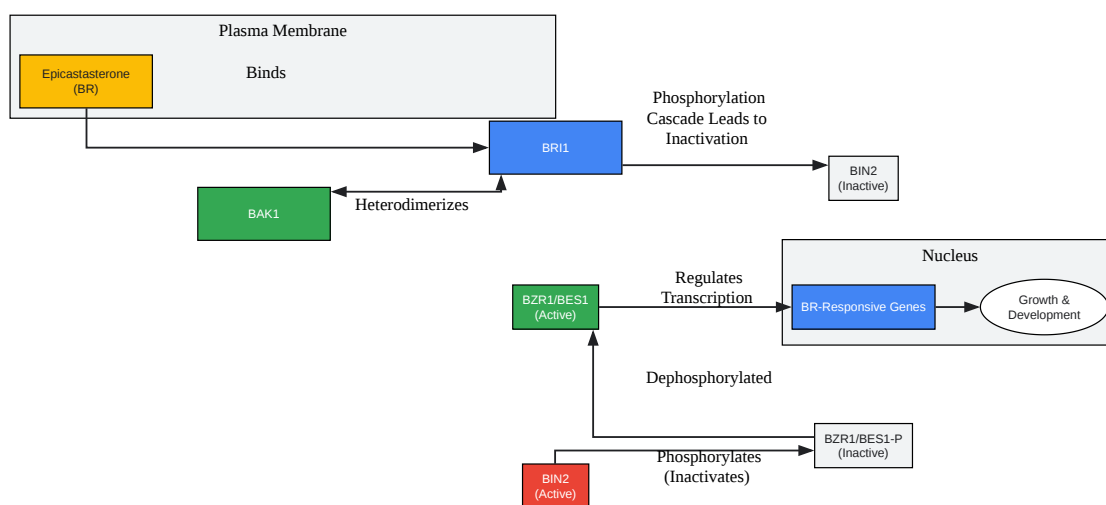 Plasma Membrane
Epicastasterone
(BR)
Binds
Phosphorylation
Cascade Leads to
Inactivation
BRI1
BIN2
(Inactive)
BAK1
Heterodimerizes
Nucleus
BZR1/BES1
(Active)
Regulates
Transcription
BR-Responsive Genes
Growth &
Development
Dephosphorylated
BZR1/BES1-P
(Inactive)
Phosphorylates
(Inactivates)
BIN2
(Active)